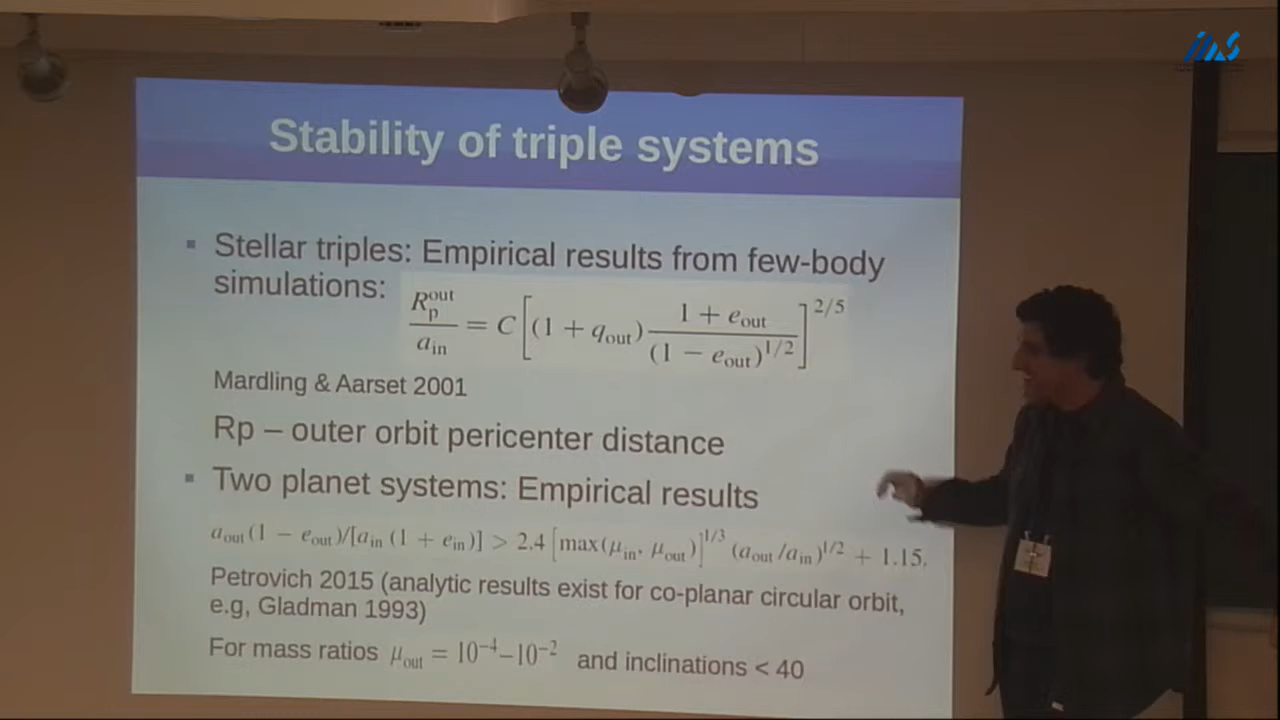 ims
Stability of triple systems
Stellar triples: Empirical results from few-body
simulations:
R_p^out / a_in = C [ (1 + q_out) (1 + e_out) / (1 − e_out)^1/2 ]^2/5
Mardling & Aarset 2001
Rp – outer orbit pericenter distance
Two planet systems: Empirical results
a_out (1 − e_out)/[a_in (1 + e_in)] > 2.4 [max(μ_in, μ_out)]^1/3 (a_out/a_in)^1/2 + 1.15.
Petrovich 2015 (analytic results exist for co-planar circular orbit,
e.g, Gladman 1993)
For mass ratios μ_out = 10^−4–10^−2 and inclinations < 40